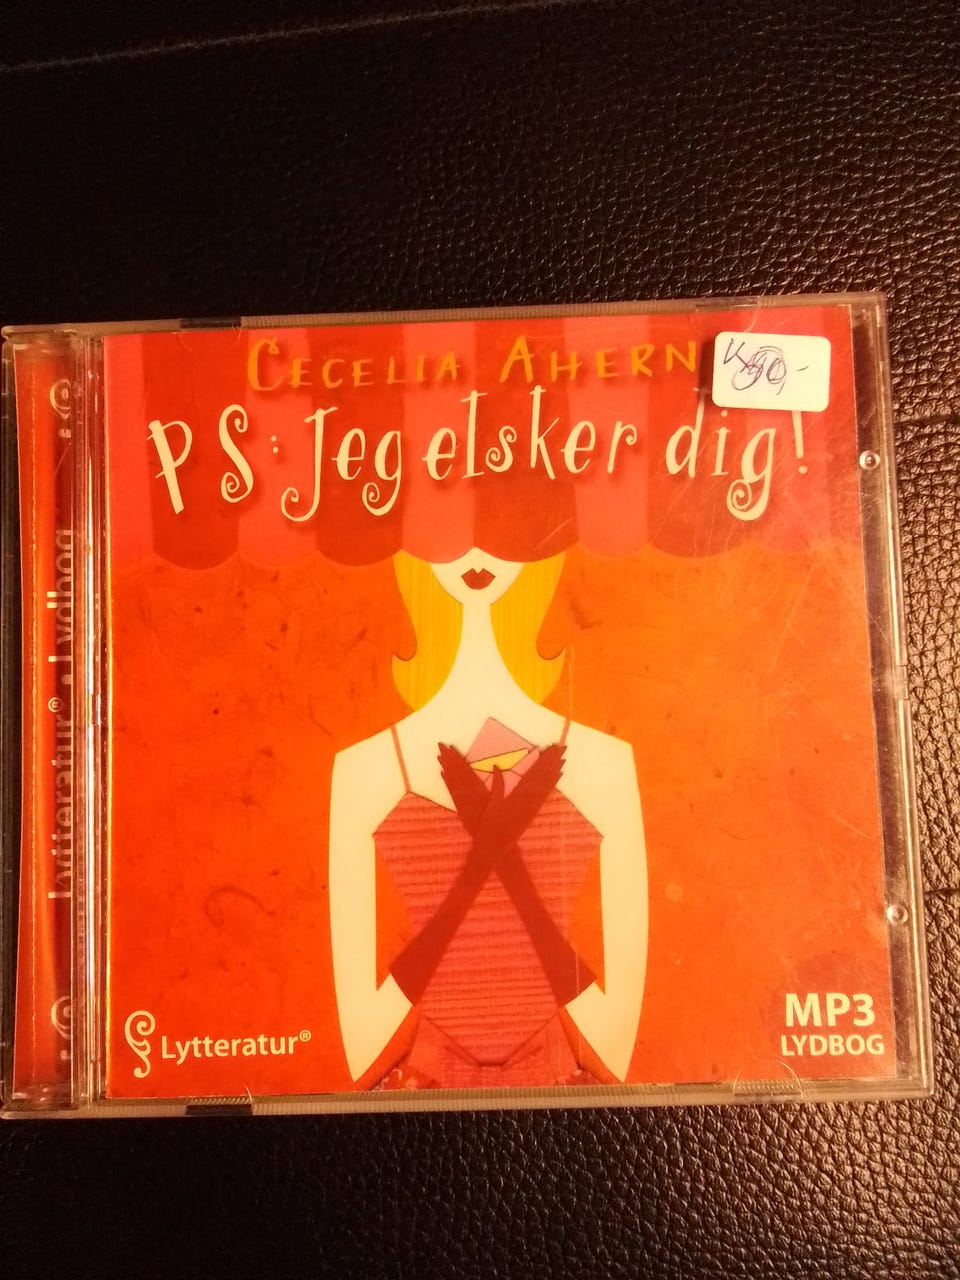 CECELIA AHERN
PS: Jeg elsker dig!
Lytteratur®
MP3
LYDBOG
Lytteratur® • Lydbog